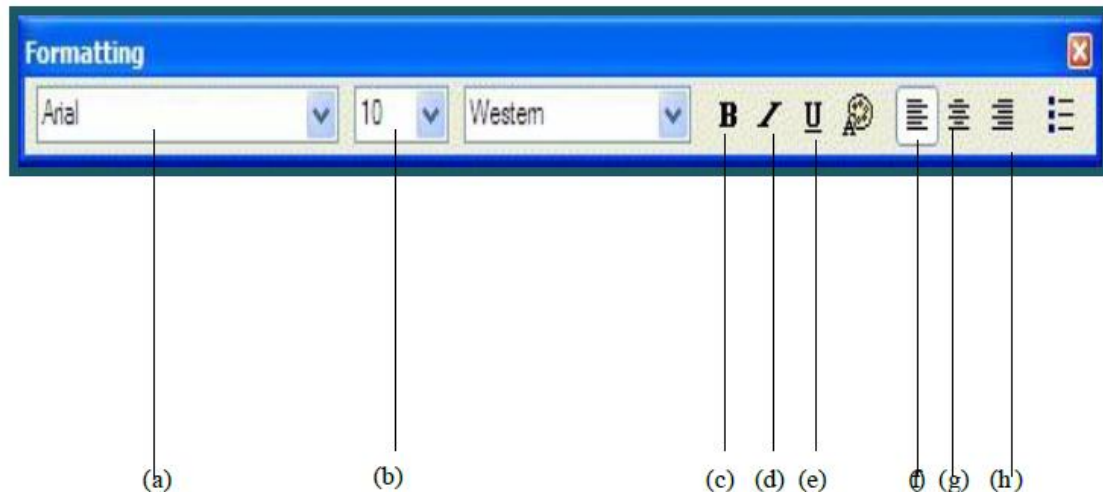 Formatting
Arial 10 Western B I U A
(a) (b) (c) (d) (e) (f) (g) (h)